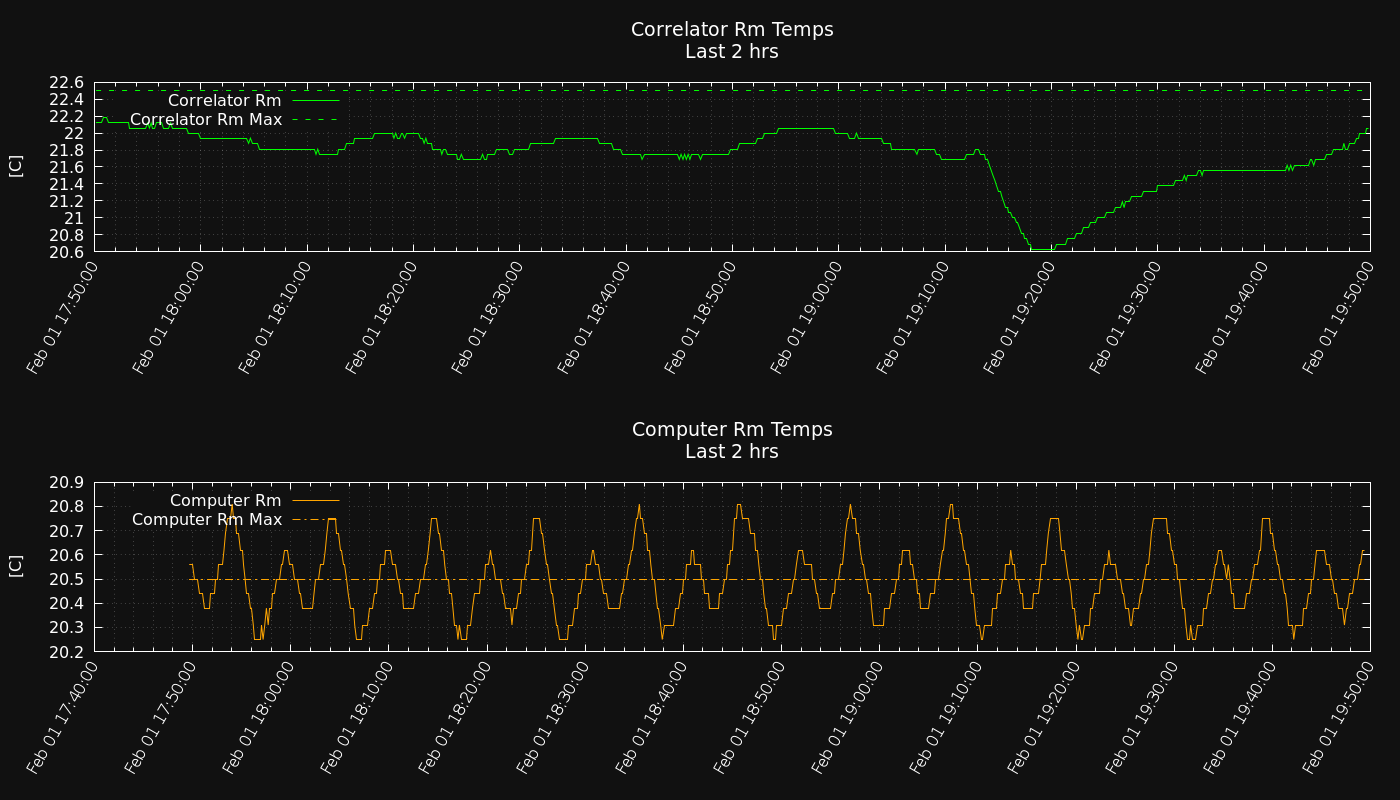 Correlator Rm Temps
Last 2 hrs
22.6
22.4
22.2
22
21.8
21.6
21.4
21.2
21
20.8
20.6
[C]
Correlator Rm
Correlator Rm Max
Feb 01 17:50:00
Feb 01 18:00:00
Feb 01 18:10:00
Feb 01 18:20:00
Feb 01 18:30:00
Feb 01 18:40:00
Feb 01 18:50:00
Feb 01 19:00:00
Feb 01 19:10:00
Feb 01 19:20:00
Feb 01 19:30:00
Feb 01 19:40:00
Feb 01 19:50:00
Computer Rm Temps
Last 2 hrs
20.9
20.8
20.7
20.6
20.5
20.4
20.3
20.2
[C]
Computer Rm
Computer Rm Max
Feb 01 17:40:00
Feb 01 17:50:00
Feb 01 18:00:00
Feb 01 18:10:00
Feb 01 18:20:00
Feb 01 18:30:00
Feb 01 18:40:00
Feb 01 18:50:00
Feb 01 19:00:00
Feb 01 19:10:00
Feb 01 19:20:00
Feb 01 19:30:00
Feb 01 19:40:00
Feb 01 19:50:00